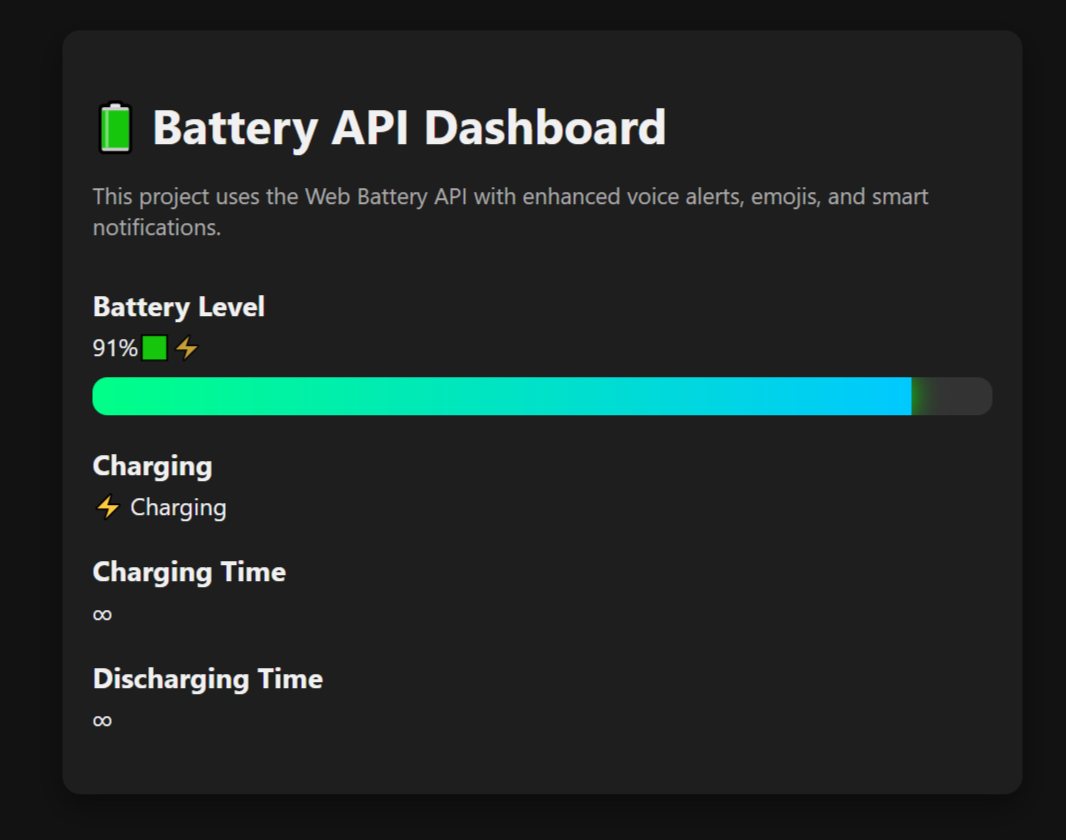 🔋 Battery API Dashboard
This project uses the Web Battery API with enhanced voice alerts, emojis, and smart
notifications.
Battery Level
91%🟩⚡
Charging
⚡ Charging
Charging Time
∞
Discharging Time
∞